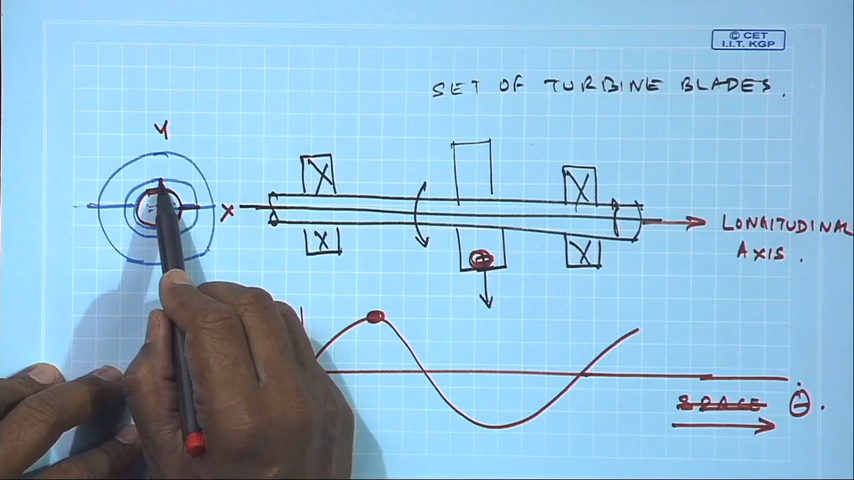 © CET
I.I.T. KGP
SET OF TURBINE BLADES.
Y
X
X
X
LONGITUDINAL
AXIS.
X
X
+
SPACE θ.